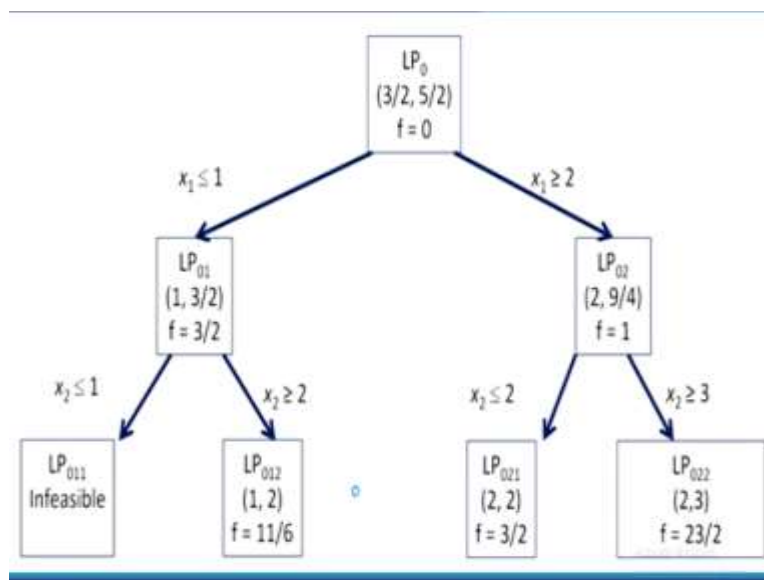 LP₀
(3/2, 5/2)
f = 0
x₁ ≤ 1
x₁ ≥ 2
LP₀₁
(1, 3/2)
f = 3/2
LP₀₂
(2, 9/4)
f = 1
x₂ ≤ 1
x₂ ≥ 2
x₂ ≤ 2
x₂ ≥ 3
LP₀₁₁
Infeasible
LP₀₁₂
(1, 2)
f = 11/6
LP₀₂₁
(2, 2)
f = 3/2
LP₀₂₂
(2,3)
f = 23/2